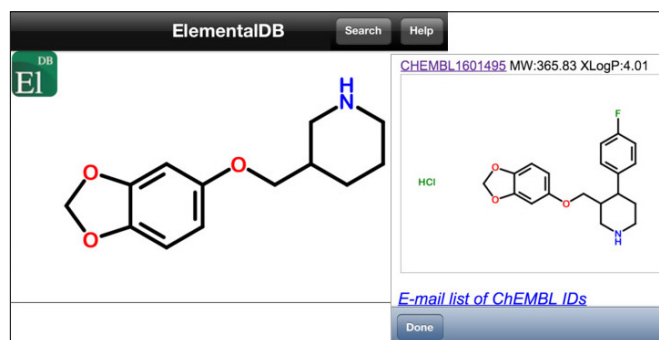 ElementalDB
Search
Help
DB
El
NH
O
O
O
CHEMBL1601495 MW:365.83 XLogP:4.01
F
HCl
O
O
O
N
H
E-mail list of ChEMBL IDs
Done